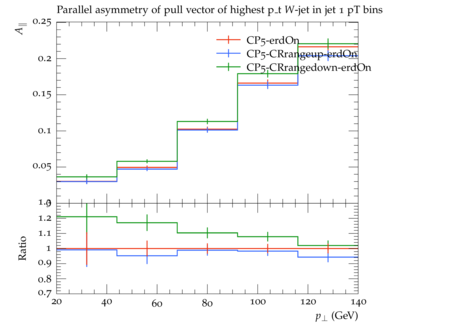 Parallel asymmetry of pull vector of highest p_t W-jet in jet 1 pT bins
A∥
0.25
CP5-erdOn
CP5-CRrangeup-erdOn
CP5-CRrangedown-erdOn
0.2
0.15
0.1
0.05
1.3
1.2
1.1
1
0.9
0.8
0.7
Ratio
20 40 60 80 100 120 140
p⊥ (GeV)